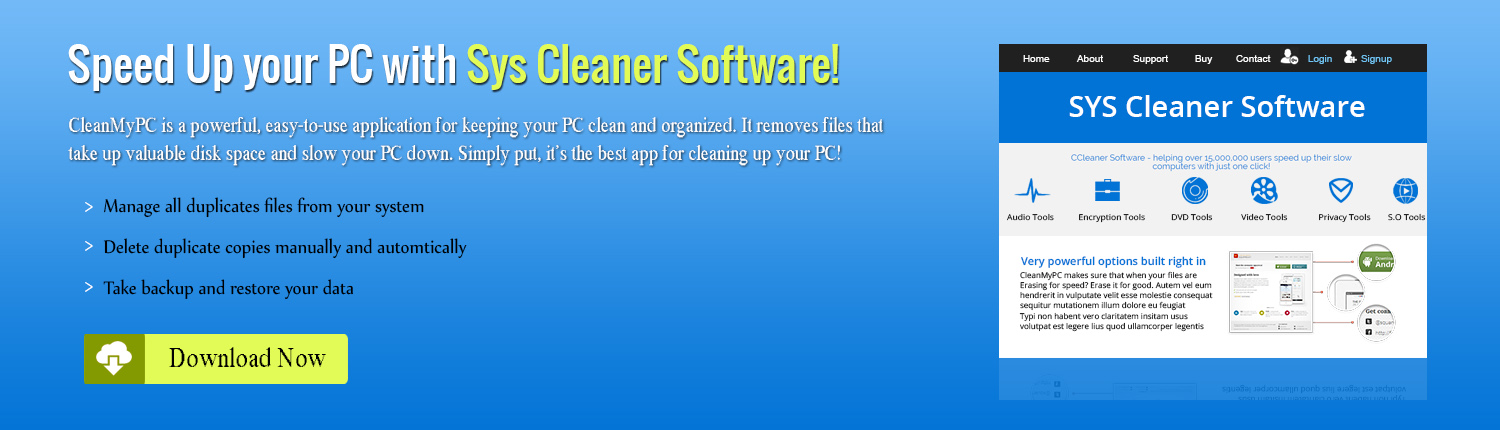 Speed Up your PC with Sys Cleaner Software!
CleanMyPC is a powerful, easy-to-use application for keeping your PC clean and organized. It removes files that
take up valuable disk space and slow your PC down. Simply put, it's the best app for cleaning up your PC!
> Manage all duplicates files from your system
> Delete duplicate copies manually and automtically
> Take backup and restore your data
Download Now
Home About Support Buy Contact Login Signup
SYS Cleaner Software
CCleaner Software - helping over 15,000,000 users speed up their slow
computers with just one click!
Audio Tools Encryption Tools DVD Tools Video Tools Privacy Tools S.O Tools
Very powerful options built right in
CleanMyPC makes sure that when your files are
Erasing for speed? Erase it for good. Autem vel eum
hendrerit in vulputate velit esse molestie consequat
sequitur mutationem illum dolore eu feugiat
Typi non habent vero claritatem insitam usus
volutpat est legere lius quod ullamcorper legentis